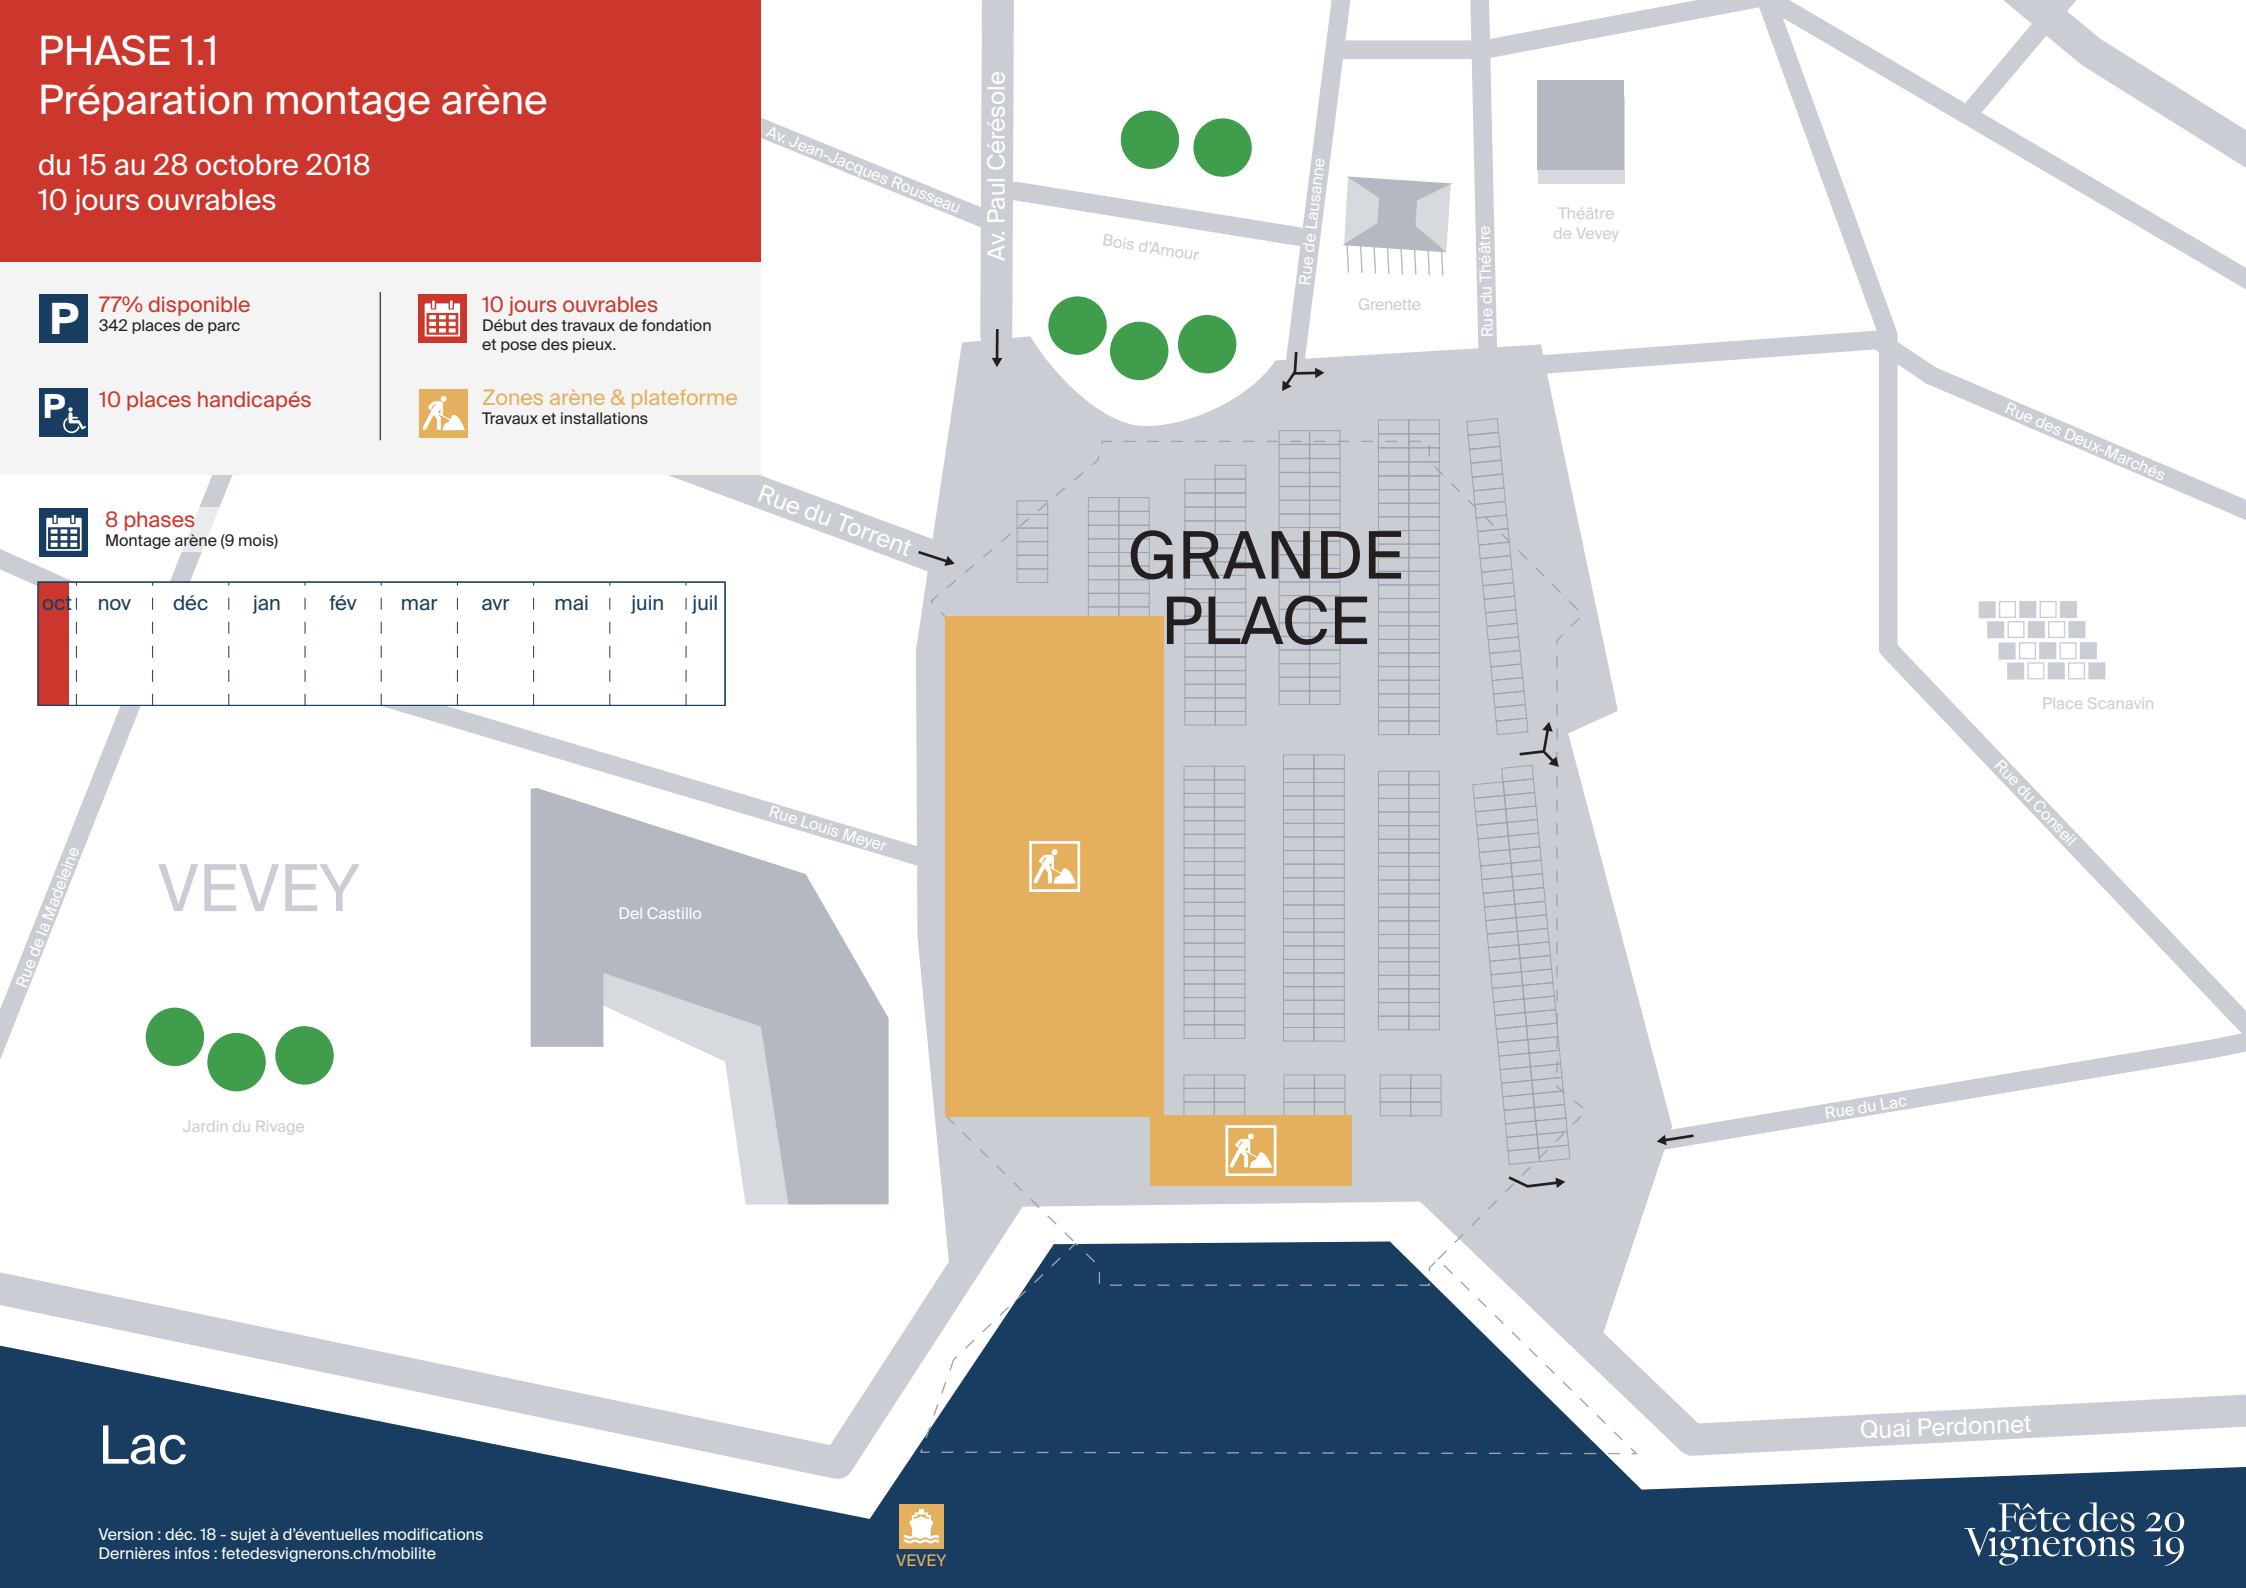 PHASE 1.1
Préparation montage arène
du 15 au 28 octobre 2018
10 jours ouvrables
P
77% disponible
342 places de parc
10 jours ouvrables
Début des travaux de fondation
et pose des pieux.
P
10 places handicapés
Zones arène & plateforme
Travaux et installations
8 phases
Montage arène (9 mois)
oct nov déc jan fév mar avr mai juin juil
Av. Jean-Jacques Rousseau
Av. Paul Cérésole
Bois d'Amour
Rue de Lausanne
Grenette
Rue du Théâtre
Théâtre
de Vevey
Rue des Deux-Marchés
Rue du Torrent
GRANDE
PLACE
Place Scanavin
Rue du Conseil
Rue Louis Meyer
Rue de la Madeleine
VEVEY
Del Castillo
Jardin du Rivage
Rue du Lac
Quai Perdonnet
Lac
Version : déc. 18 - sujet à d'éventuelles modifications
Dernières infos : fetedesvignerons.ch/mobilite
VEVEY
Fête des 20
Vignerons 19